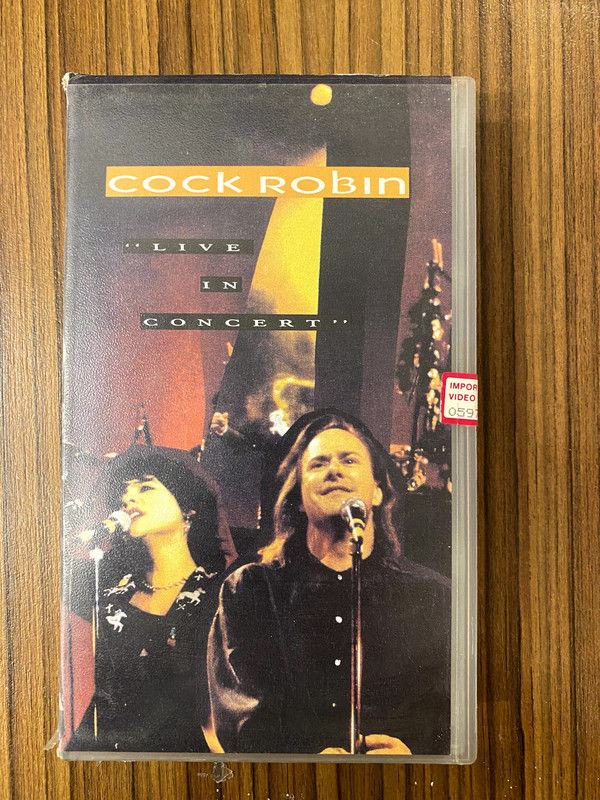 COCK ROBIN
"LIVE
IN
CONCERT"
IMPOR
VIDEO
059